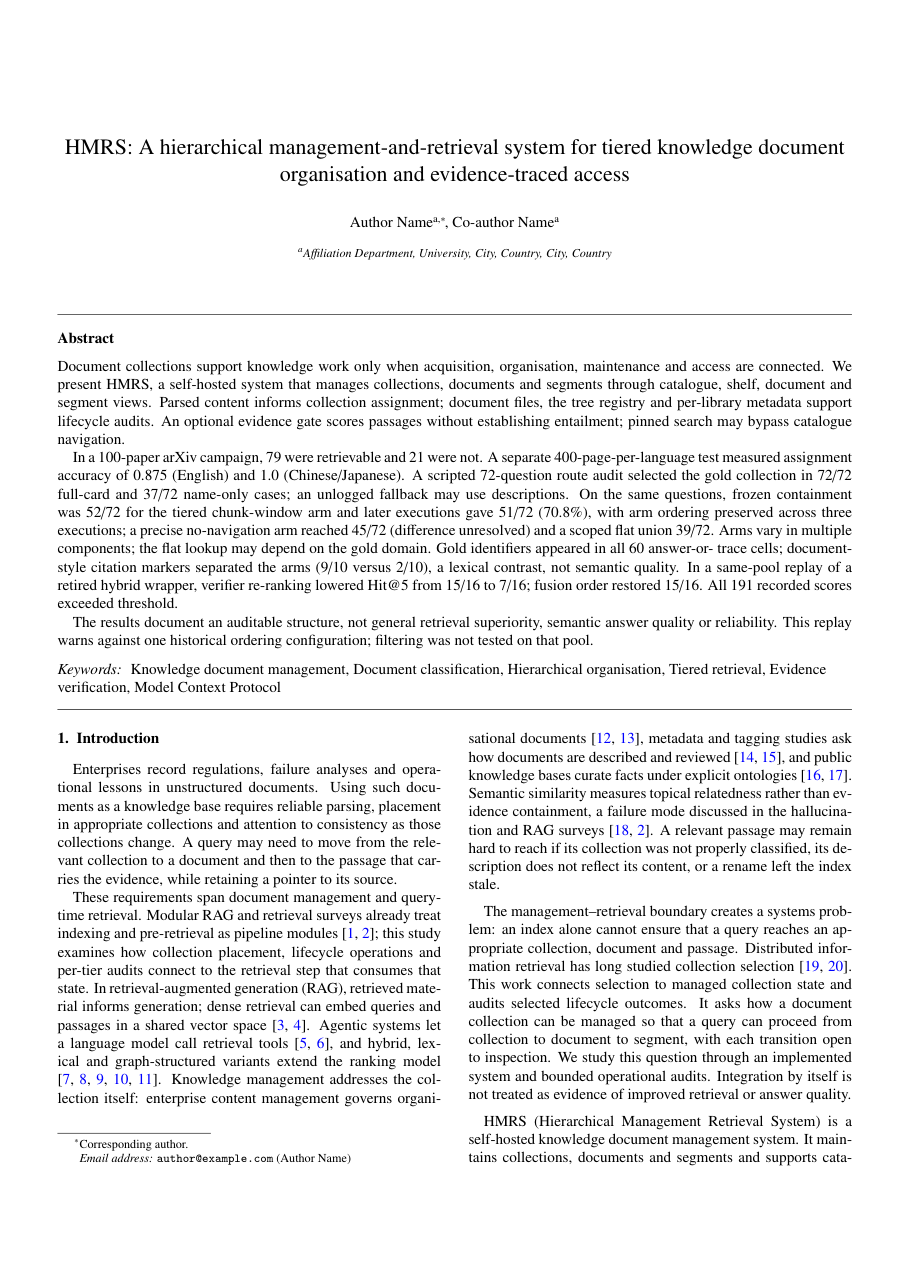 HMRS: A hierarchical management-and-retrieval system for tiered knowledge document
organisation and evidence-traced access
Author Nameᵃ,*, Co-author Nameᵃ
ᵃAffiliation Department, University, City, Country, City, Country
Abstract
Document collections support knowledge work only when acquisition, organisation, maintenance and access are connected. We
present HMRS, a self-hosted system that manages collections, documents and segments through catalogue, shelf, document and
segment views. Parsed content informs collection assignment; document files, the tree registry and per-library metadata support
lifecycle audits. An optional evidence gate scores passages without establishing entailment; pinned search may bypass catalogue
navigation.
In a 100-paper arXiv campaign, 79 were retrievable and 21 were not. A separate 400-page-per-language test measured assignment
accuracy of 0.875 (English) and 1.0 (Chinese/Japanese). A scripted 72-question route audit selected the gold collection in 72/72
full-card and 37/72 name-only cases; an unlogged fallback may use descriptions. On the same questions, frozen containment
was 52/72 for the tiered chunk-window arm and later executions gave 51/72 (70.8%), with arm ordering preserved across three
executions; a precise no-navigation arm reached 45/72 (difference unresolved) and a scoped flat union 39/72. Arms vary in multiple
components; the flat lookup may depend on the gold domain. Gold identifiers appeared in all 60 answer-or- trace cells; document-
style citation markers separated the arms (9/10 versus 2/10), a lexical contrast, not semantic quality. In a same-pool replay of a
retired hybrid wrapper, verifier re-ranking lowered Hit@5 from 15/16 to 7/16; fusion order restored 15/16. All 191 recorded scores
exceeded threshold.
The results document an auditable structure, not general retrieval superiority, semantic answer quality or reliability. This replay
warns against one historical ordering configuration; filtering was not tested on that pool.
Keywords: Knowledge document management, Document classification, Hierarchical organisation, Tiered retrieval, Evidence
verification, Model Context Protocol
1. Introduction
Enterprises record regulations, failure analyses and opera-
tional lessons in unstructured documents. Using such docu-
ments as a knowledge base requires reliable parsing, placement
in appropriate collections and attention to consistency as those
collections change. A query may need to move from the rele-
vant collection to a document and then to the passage that car-
ries the evidence, while retaining a pointer to its source.
These requirements span document management and query-
time retrieval. Modular RAG and retrieval surveys already treat
indexing and pre-retrieval as pipeline modules [1, 2]; this study
examines how collection placement, lifecycle operations and
per-tier audits connect to the retrieval step that consumes that
state. In retrieval-augmented generation (RAG), retrieved mate-
rial informs generation; dense retrieval can embed queries and
passages in a shared vector space [3, 4]. Agentic systems let
a language model call retrieval tools [5, 6], and hybrid, lex-
ical and graph-structured variants extend the ranking model
[7, 8, 9, 10, 11]. Knowledge management addresses the col-
lection itself: enterprise content management governs organi-
*Corresponding author.
Email address: author@example.com (Author Name)
sational documents [12, 13], metadata and tagging studies ask
how documents are described and reviewed [14, 15], and public
knowledge bases curate facts under explicit ontologies [16, 17].
Semantic similarity measures topical relatedness rather than ev-
idence containment, a failure mode discussed in the hallucina-
tion and RAG surveys [18, 2]. A relevant passage may remain
hard to reach if its collection was not properly classified, its de-
scription does not reflect its content, or a rename left the index
stale.
The management–retrieval boundary creates a systems prob-
lem: an index alone cannot ensure that a query reaches an ap-
propriate collection, document and passage. Distributed infor-
mation retrieval has long studied collection selection [19, 20].
This work connects selection to managed collection state and
audits selected lifecycle outcomes. It asks how a document
collection can be managed so that a query can proceed from
collection to document to segment, with each transition open
to inspection. We study this question through an implemented
system and bounded operational audits. Integration by itself is
not treated as evidence of improved retrieval or answer quality.
HMRS (Hierarchical Management Retrieval System) is a
self-hosted knowledge document management system. It main-
tains collections, documents and segments and supports cata-